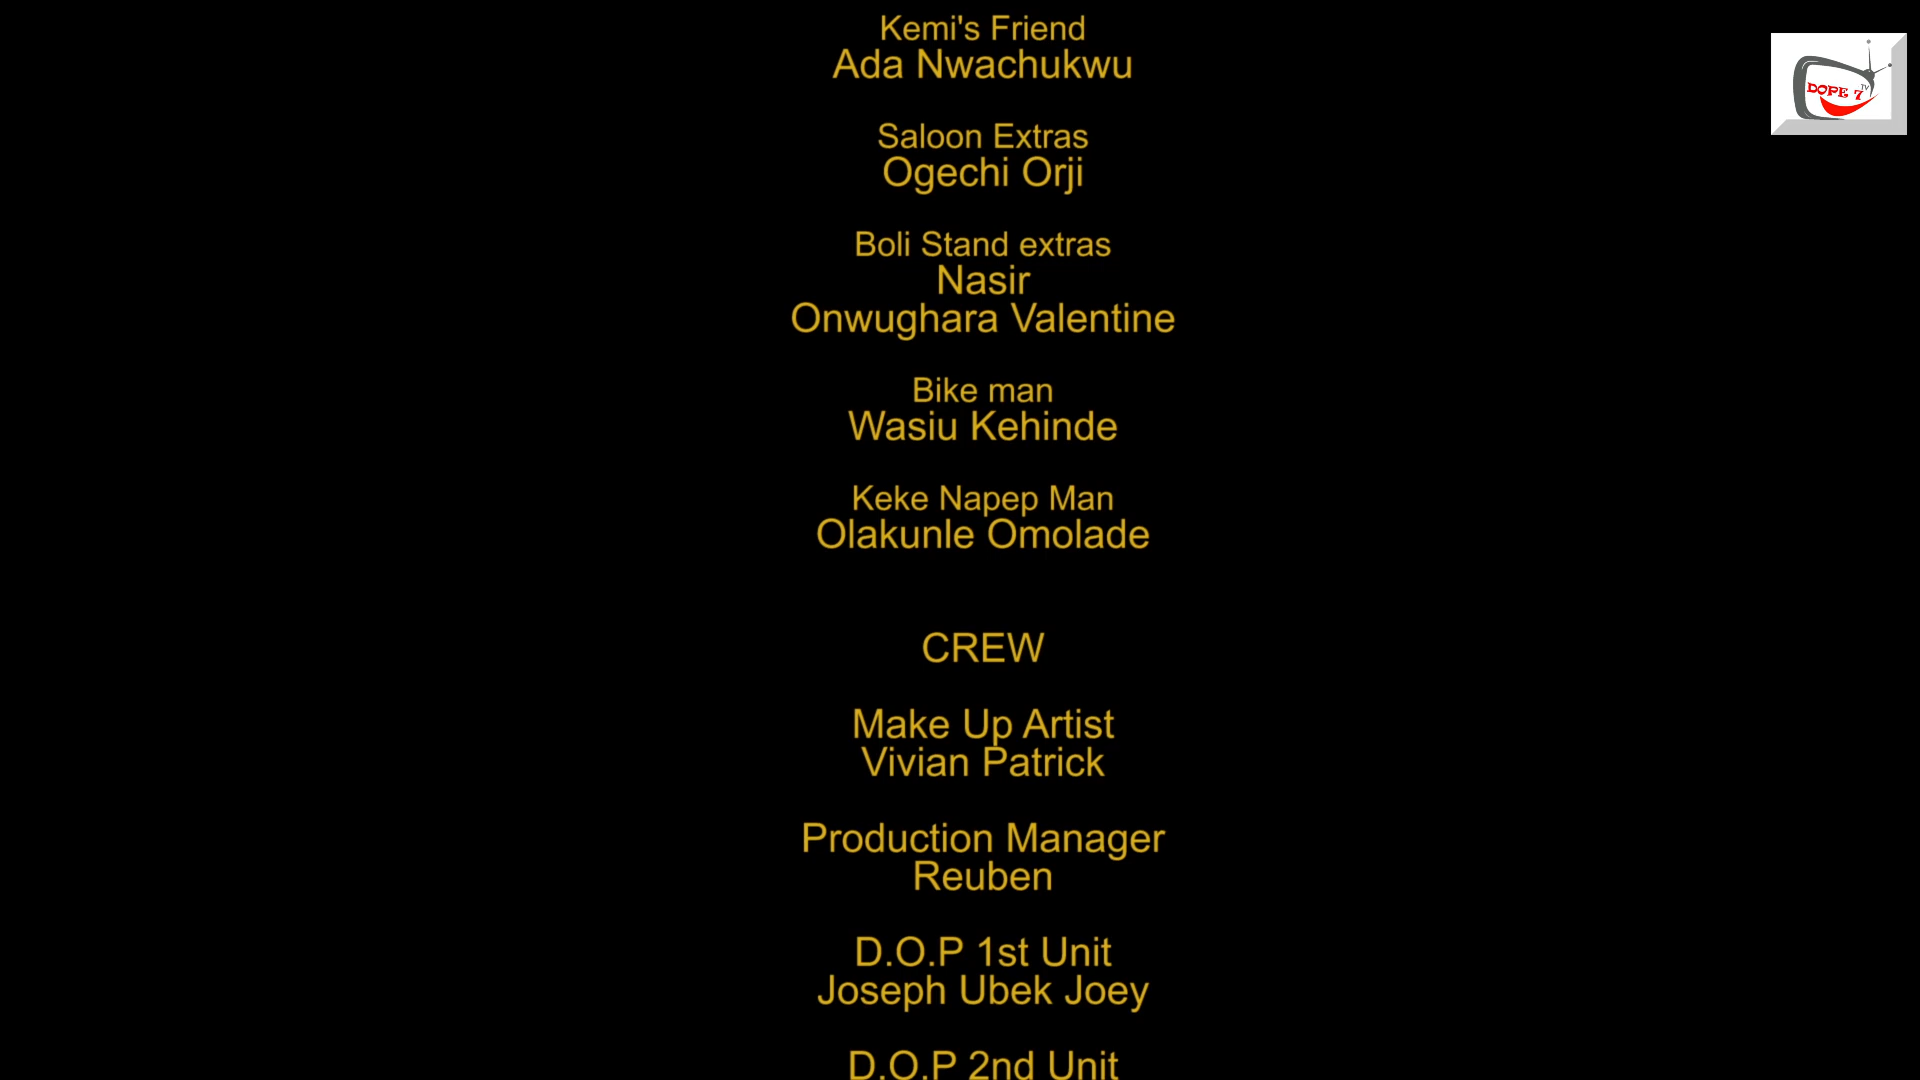 Kemi's Friend
Ada Nwachukwu
Saloon Extras
Ogechi Orji
Boli Stand extras
Nasir
Onwughara Valentine
Bike man
Wasiu Kehinde
Keke Napep Man
Olakunle Omolade
CREW
Make Up Artist
Vivian Patrick
Production Manager
Reuben
D.O.P 1st Unit
Joseph Ubek Joey
D.O.P 2nd Unit
DOPE 7 TV